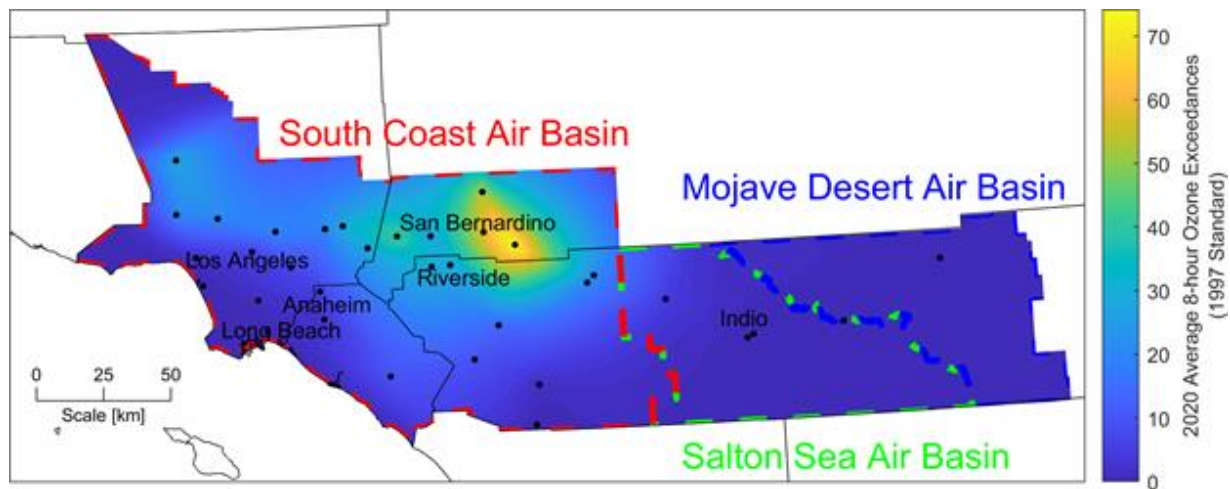 South Coast Air Basin
Mojave Desert Air Basin
San Bernardino
Los Angeles
Riverside
Anaheim
Indio
Long Beach
0 25 50
Scale [km]
Salton Sea Air Basin
70
60
50
40
30
20
10
0
2020 Average 8-hour Ozone Exceedances
(1997 Standard)